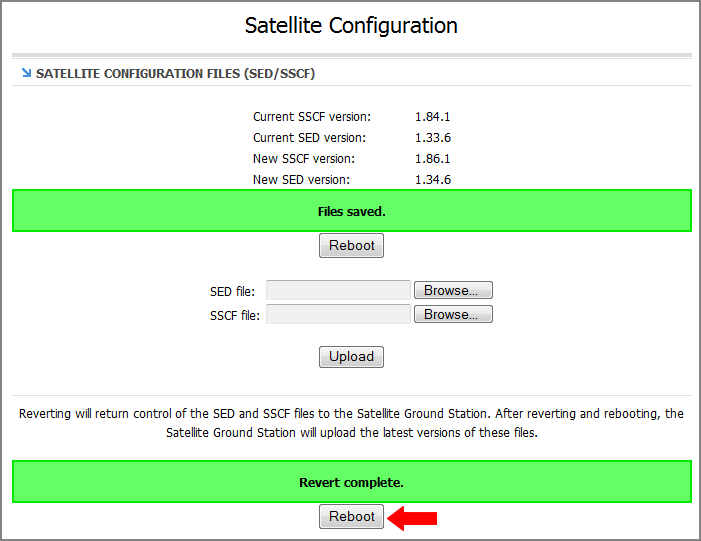 Satellite Configuration
SATELLITE CONFIGURATION FILES (SED/SSCF)
Current SSCF version: 1.84.1
Current SED version: 1.33.6
New SSCF version: 1.86.1
New SED version: 1.34.6
Files saved.
Reboot
SED file: Browse...
SSCF file: Browse...
Upload
Reverting will return control of the SED and SSCF files to the Satellite Ground Station. After reverting and rebooting, the
Satellite Ground Station will upload the latest versions of these files.
Revert complete.
Reboot